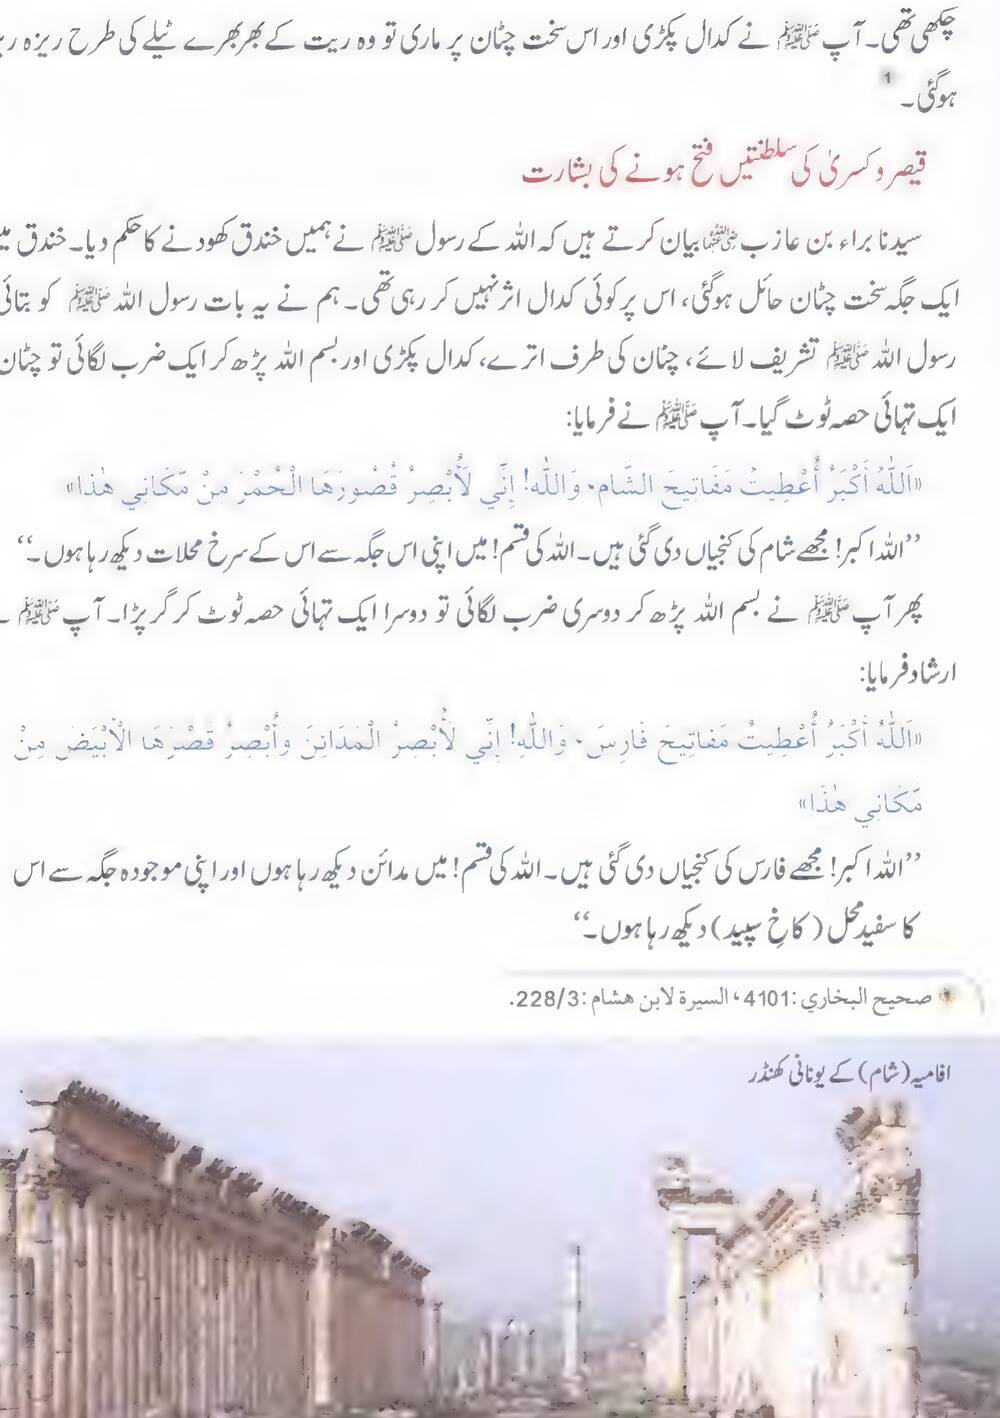 چکھی تھی۔ آپ ﷺ نے کدال پکڑی اور اس سخت چٹان پر ماری تو وہ ریت کے بھربھرے ٹیلے کی طرح ریزہ
ہوگئی۔ 1
قیصر و کسریٰ کی سلطنتیں فتح ہونے کی بشارت
سیدنا براء بن عازب رضی اللہ عنہما بیان کرتے ہیں کہ اللہ کے رسول ﷺ نے ہمیں خندق کھودنے کا حکم دیا۔ خندق
ایک جگہ سخت چٹان حائل ہوگئی، اس پر کوئی کدال اثر نہیں کر رہی تھی۔ ہم نے یہ بات رسول اللہ ﷺ کو بتائی
رسول اللہ ﷺ تشریف لائے، چٹان کی طرف اترے، کدال پکڑی اور بسم اللہ پڑھ کر ایک ضرب لگائی تو چٹان
ایک تہائی حصہ ٹوٹ گیا۔ آپ ﷺ نے فرمایا:
«اَللّٰهُ أَكْبَرُ أُعْطِيتُ مَفَاتِيحَ الشَّامِ، وَاللّٰهِ! إِنِّي لَأُبْصِرُ قُصُورَهَا الْحُمْرَ مِنْ مَّكَانِي هٰذَا»
’’اللہ اکبر! مجھے شام کی کنجیاں دی گئی ہیں۔ اللہ کی قسم! میں اپنی اس جگہ سے اس کے سرخ محلات دیکھ رہا ہوں۔‘‘
پھر آپ ﷺ نے بسم اللہ پڑھ کر دوسری ضرب لگائی تو دوسرا ایک تہائی حصہ ٹوٹ کر گر پڑا۔ آپ ﷺ
ارشاد فرمایا:
«اَللّٰهُ أَكْبَرُ أُعْطِيتُ مَفَاتِيحَ فَارِسَ، وَاللّٰهِ! إِنِّي لَأُبْصِرُ الْمَدَائِنَ وَأُبْصِرُ قَصْرَهَا الْأَبْيَضَ مِنْ
مَّكَانِي هٰذَا»
’’اللہ اکبر! مجھے فارس کی کنجیاں دی گئی ہیں۔ اللہ کی قسم! میں مدائن دیکھ رہا ہوں اور اپنی موجودہ جگہ سے اس
کا سفید محل (کاخِ سپید) دیکھ رہا ہوں۔‘‘
1 صحيح البخاري: 4101، السيرة لابن هشام: 228/3.
افامیہ (شام) کے یونانی کھنڈر